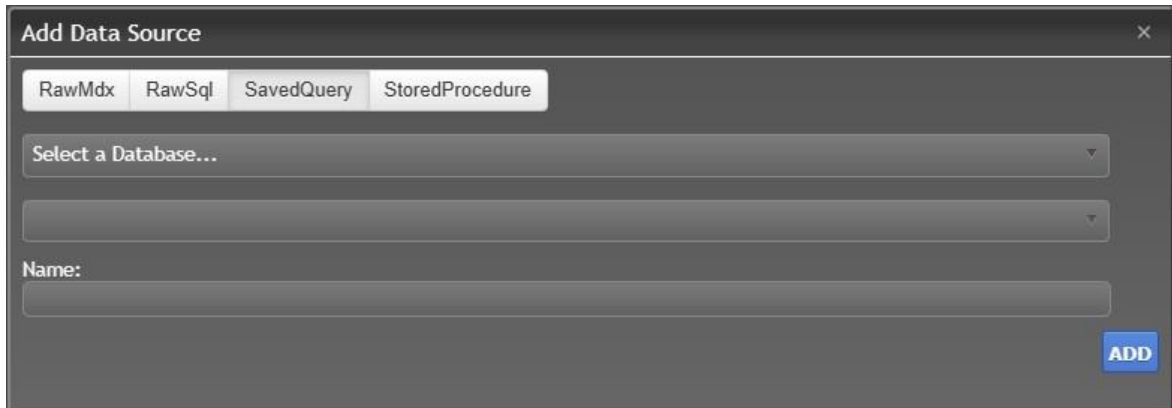 Add Data Source
RawMdx RawSql SavedQuery StoredProcedure
Select a Database...
Name:
ADD